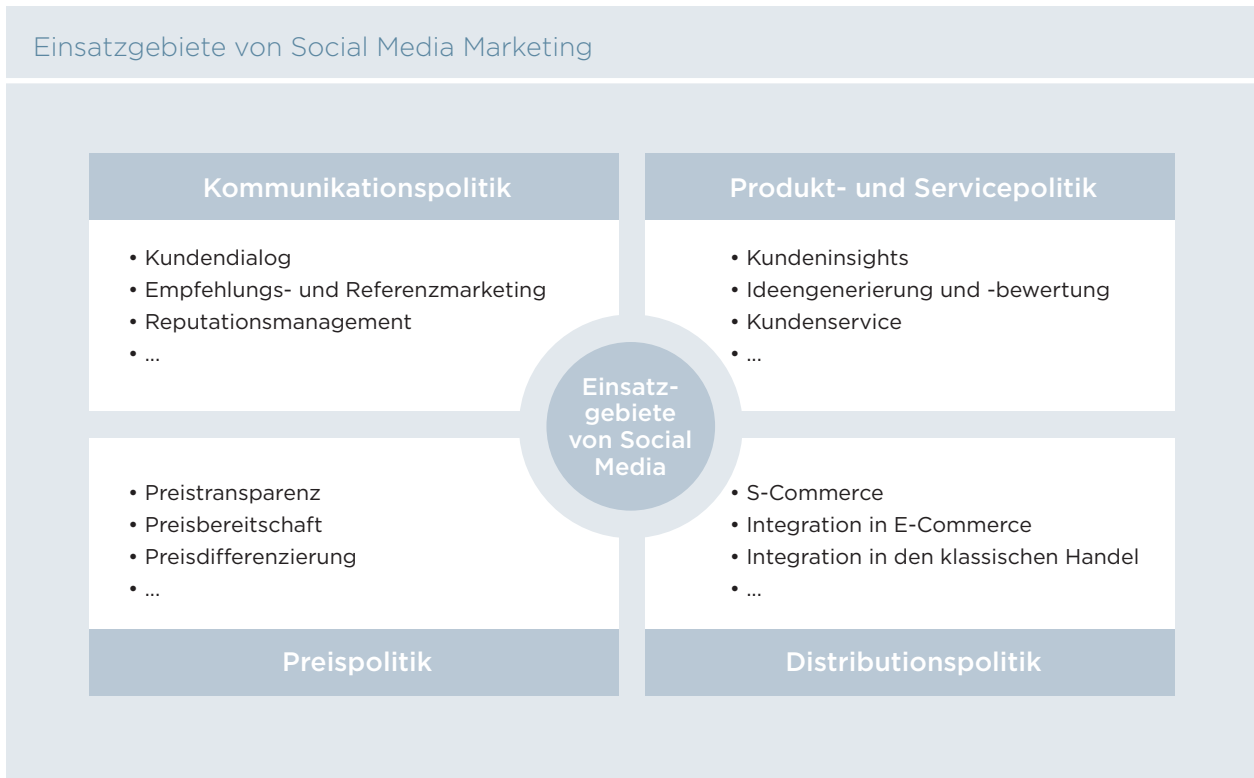 Einsatzgebiete von Social Media Marketing
Kommunikationspolitik
• Kundendialog
• Empfehlungs- und Referenzmarketing
• Reputationsmanagement
• ...
Produkt- und Servicepolitik
• Kundeninsights
• Ideengenerierung und -bewertung
• Kundenservice
• ...
Einsatz-
gebiete
von Social
Media
• Preistransparenz
• Preisbereitschaft
• Preisdifferenzierung
• ...
Preispolitik
• S-Commerce
• Integration in E-Commerce
• Integration in den klassischen Handel
• ...
Distributionspolitik